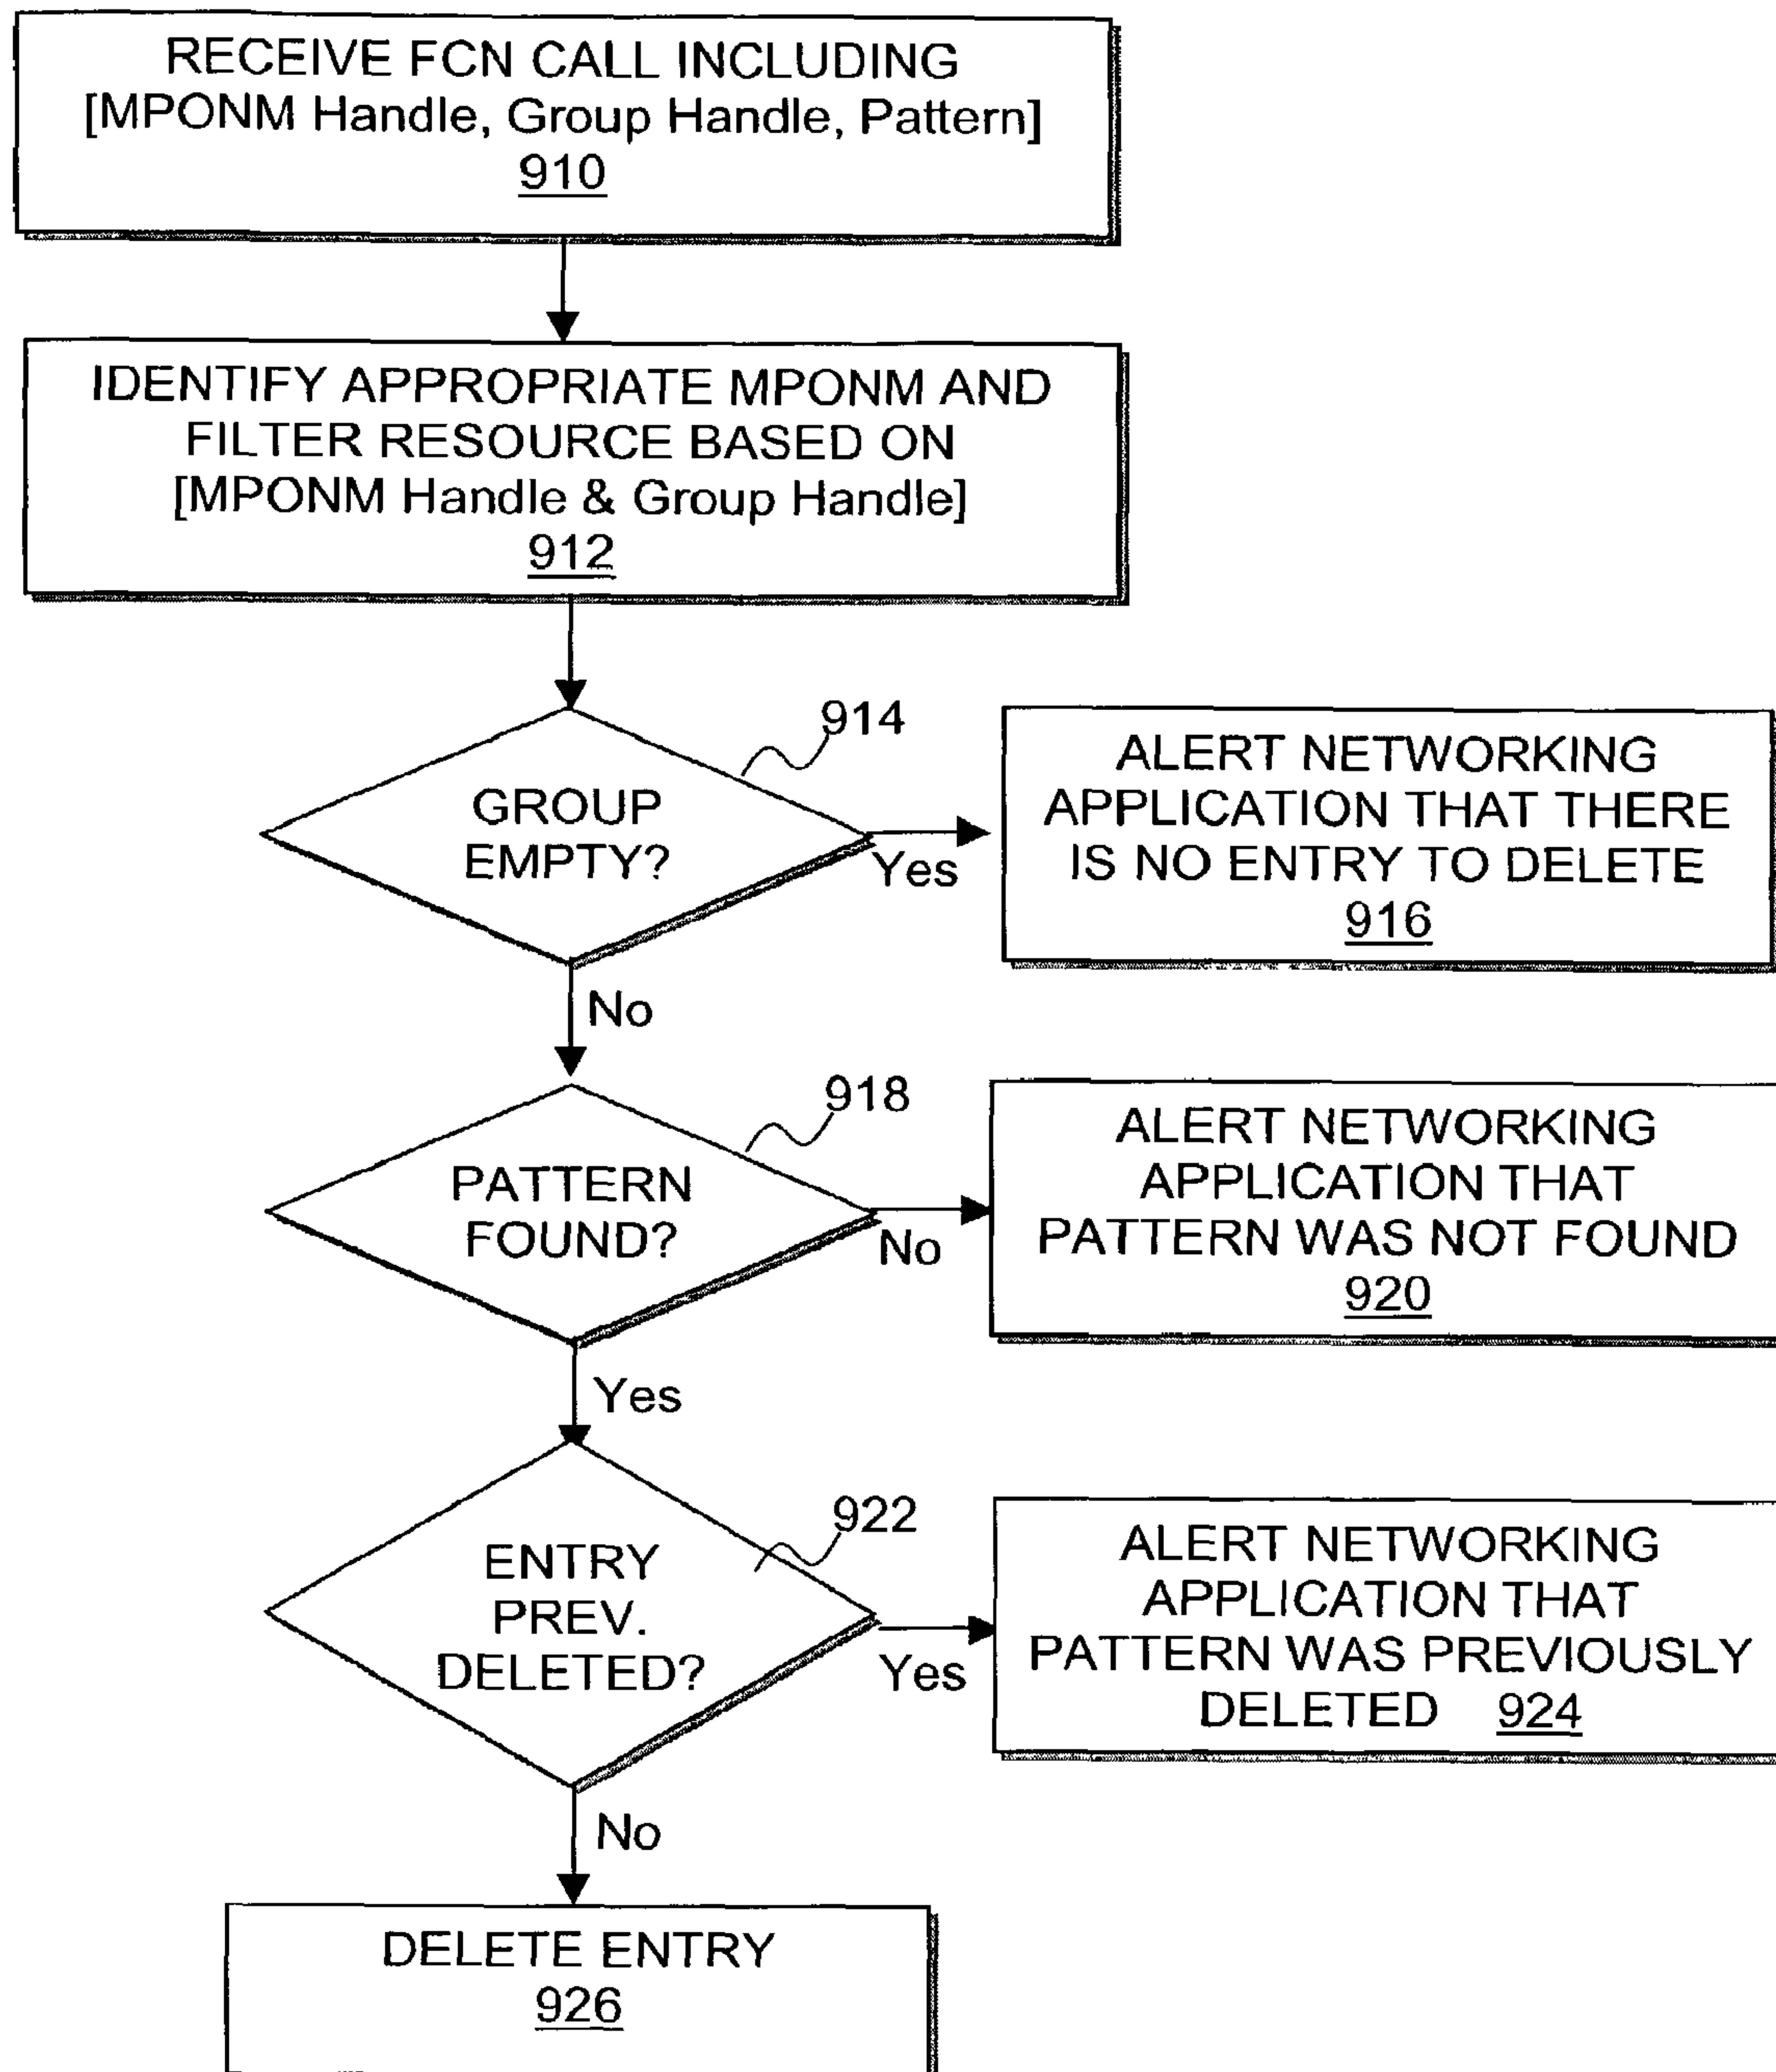 RECEIVE FCN CALL INCLUDING
[MPONM Handle, Group Handle, Pattern]
910
IDENTIFY APPROPRIATE MPONM AND
FILTER RESOURCE BASED ON
[MPONM Handle & Group Handle]
912
914
GROUP
EMPTY?
Yes
ALERT NETWORKING
APPLICATION THAT THERE
IS NO ENTRY TO DELETE
916
No
918
PATTERN
FOUND?
No
ALERT NETWORKING
APPLICATION THAT
PATTERN WAS NOT FOUND
920
Yes
922
ENTRY
PREV.
DELETED?
Yes
ALERT NETWORKING
APPLICATION THAT
PATTERN WAS PREVIOUSLY
DELETED 924
No
DELETE ENTRY
926